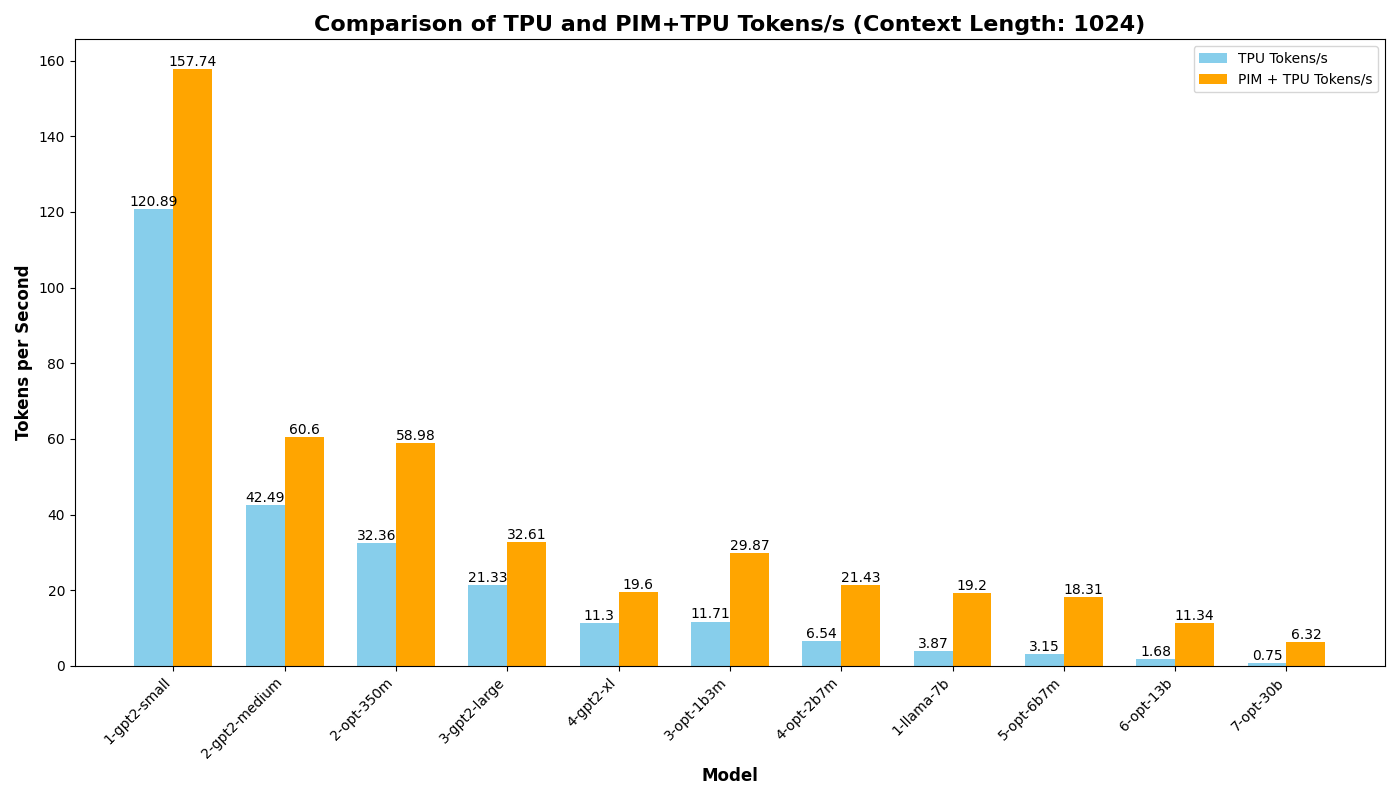 Comparison of TPU and PIM+TPU Tokens/s (Context Length: 1024)
TPU Tokens/s
PIM + TPU Tokens/s
Tokens per Second
160
140
120
100
80
60
40
20
0
120.89
157.74
42.49
60.6
32.36
58.98
21.33
32.61
11.3
19.6
11.71
29.87
6.54
21.43
3.87
19.2
3.15
18.31
1.68
11.34
0.75
6.32
1-gpt2-small
2-gpt2-medium
2-opt-350m
3-gpt2-large
4-gpt2-xl
3-opt-1b3m
4-opt-2b7m
1-llama-7b
5-opt-6b7m
6-opt-13b
7-opt-30b
Model